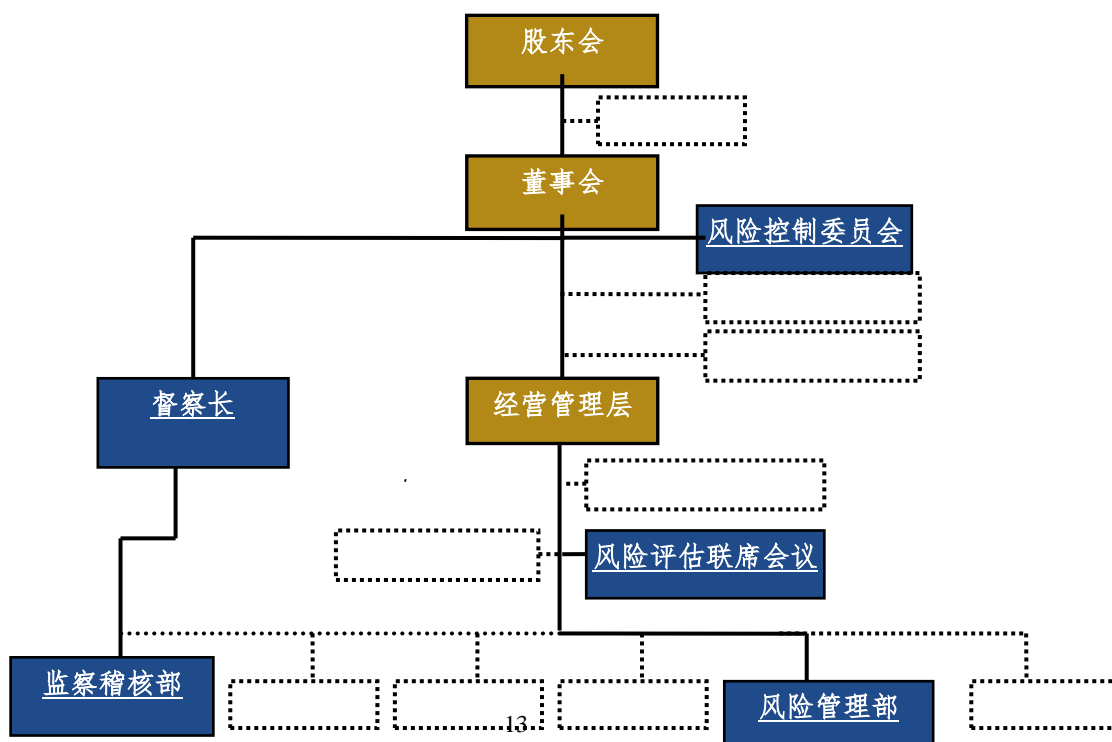 股东会
董事会
风险控制委员会
督察长
经营管理层
风险评估联席会议
监察稽核部
风险管理部
13